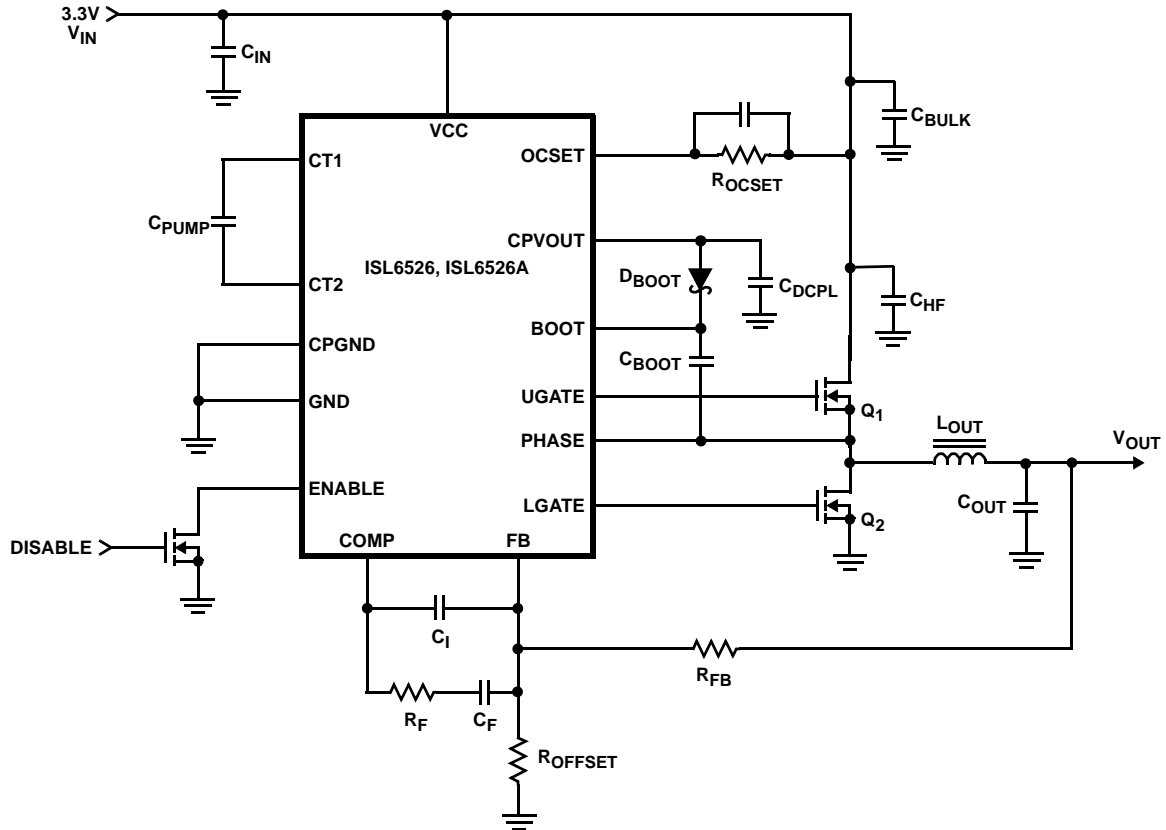 3.3V
VIN
CIN
VCC
CBULK
CT1
OCSET
ROCSET
CPUMP
CPVOUT
ISL6526, ISL6526A
DBOOT
CDCPL
CT2
CHF
BOOT
CPGND
CBOOT
UGATE
GND
Q1
LOUT
PHASE
VOUT
ENABLE
LGATE
COUT
Q2
DISABLE
COMP
FB
CI
RFB
RF
CF
ROFFSET